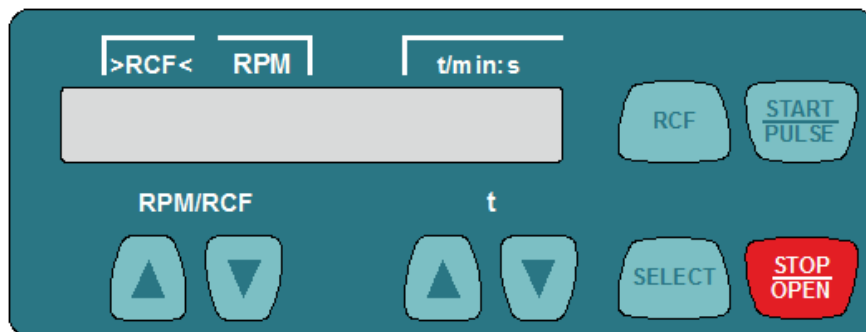 >RCF< RPM t/min:s
RCF
START
PULSE
RPM/RCF t
SELECT
STOP
OPEN